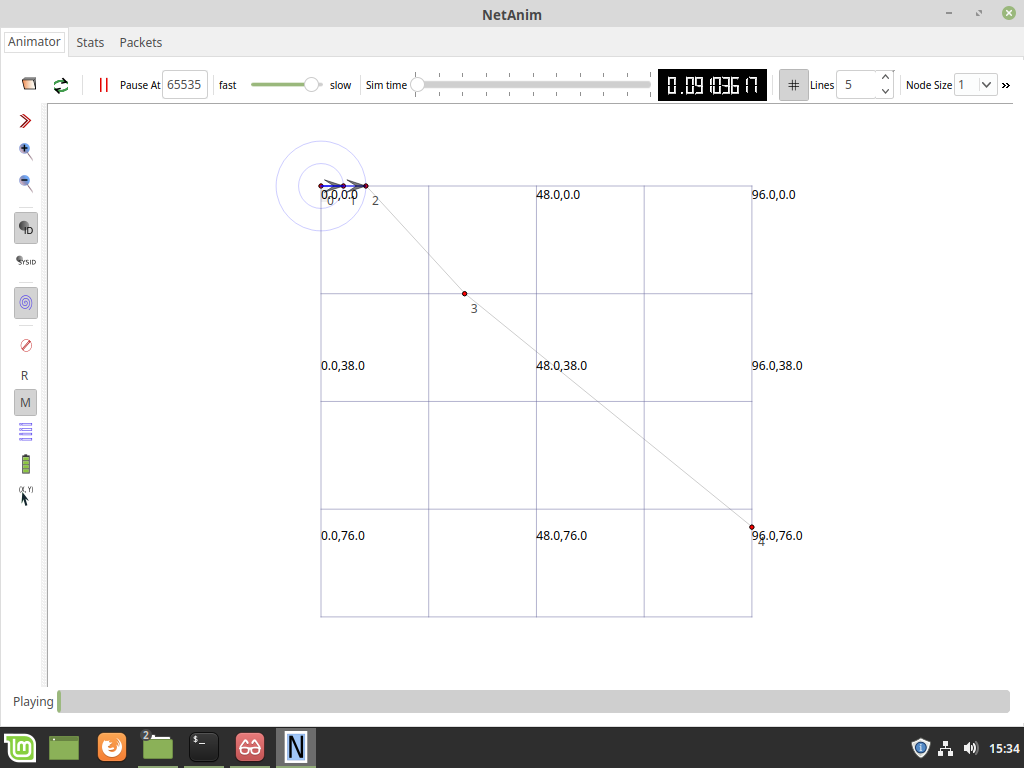 NetAnim
Animator Stats Packets
Pause At 65535 fast slow Sim time 0.0910361 Lines 5 Node Size 1 »
ID
SYSID
R
M
(X, Y)
0.0,0.0 48.0,0.0 96.0,0.0
0 1 2
3
0.0,38.0 48.0,38.0 96.0,38.0
0.0,76.0 48.0,76.0 96.0,76.0
4
Playing
2
$_
N
15:34